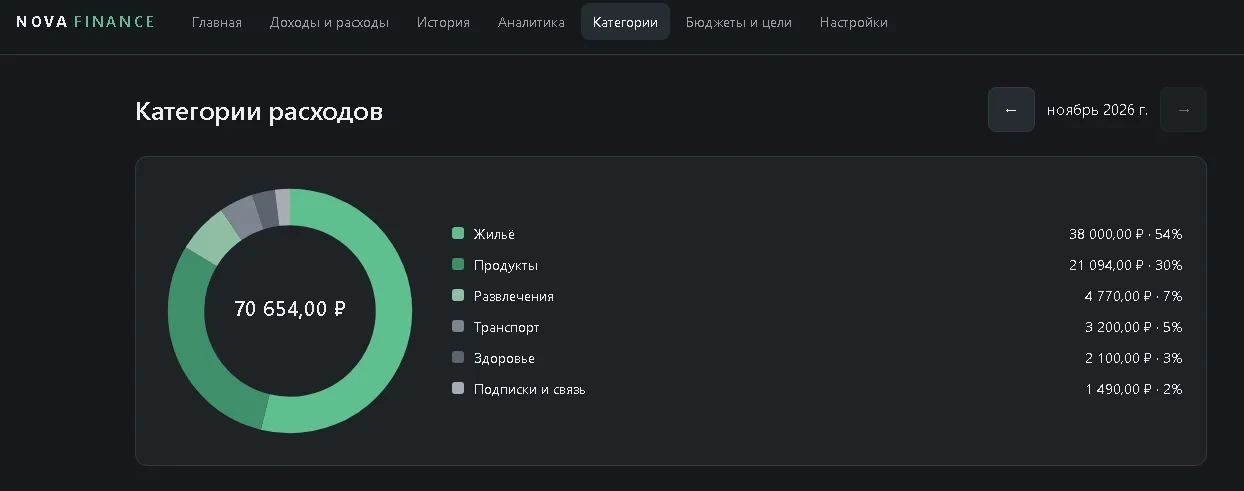 NOVA FINANCE Главная Доходы и расходы История Аналитика Категории Бюджеты и цели Настройки
Категории расходов ← ноябрь 2026 г. →
70 654,00 ₽
Жильё 38 000,00 ₽ · 54%
Продукты 21 094,00 ₽ · 30%
Развлечения 4 770,00 ₽ · 7%
Транспорт 3 200,00 ₽ · 5%
Здоровье 2 100,00 ₽ · 3%
Подписки и связь 1 490,00 ₽ · 2%